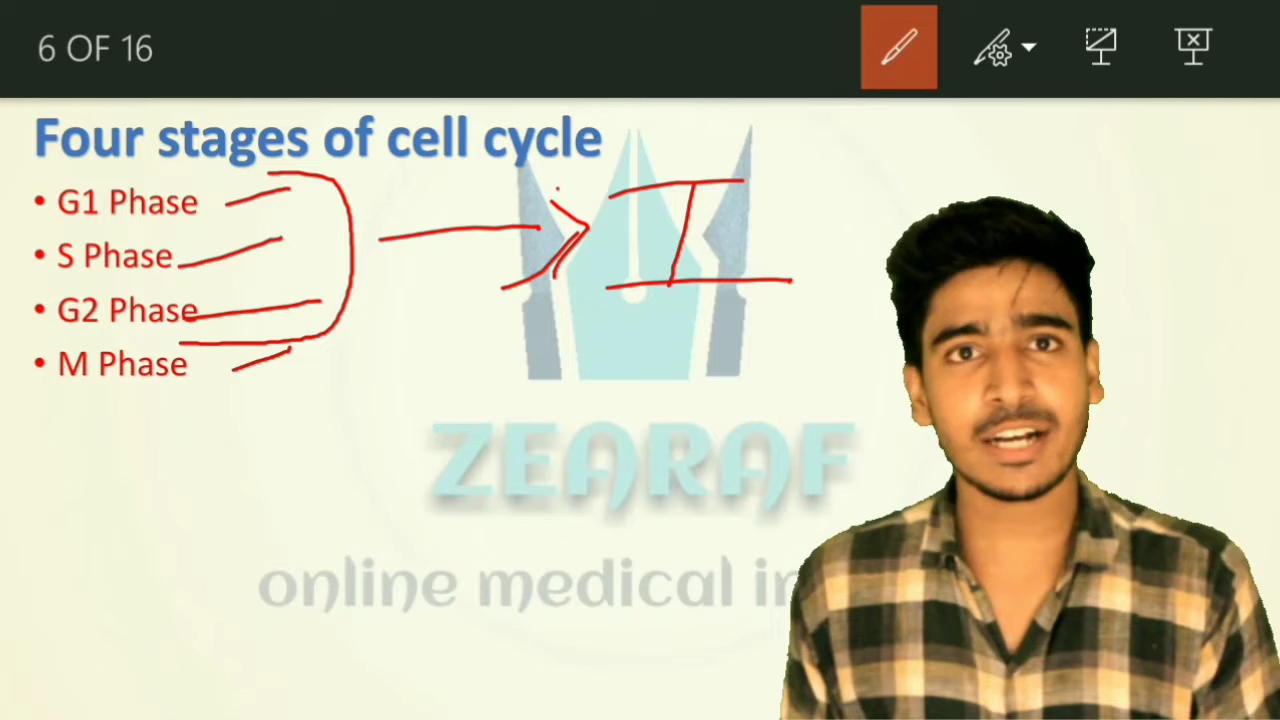 6 OF 16
Four stages of cell cycle
• G1 Phase
• S Phase
• G2 Phase
• M Phase
I
ZEARAF
online medical in